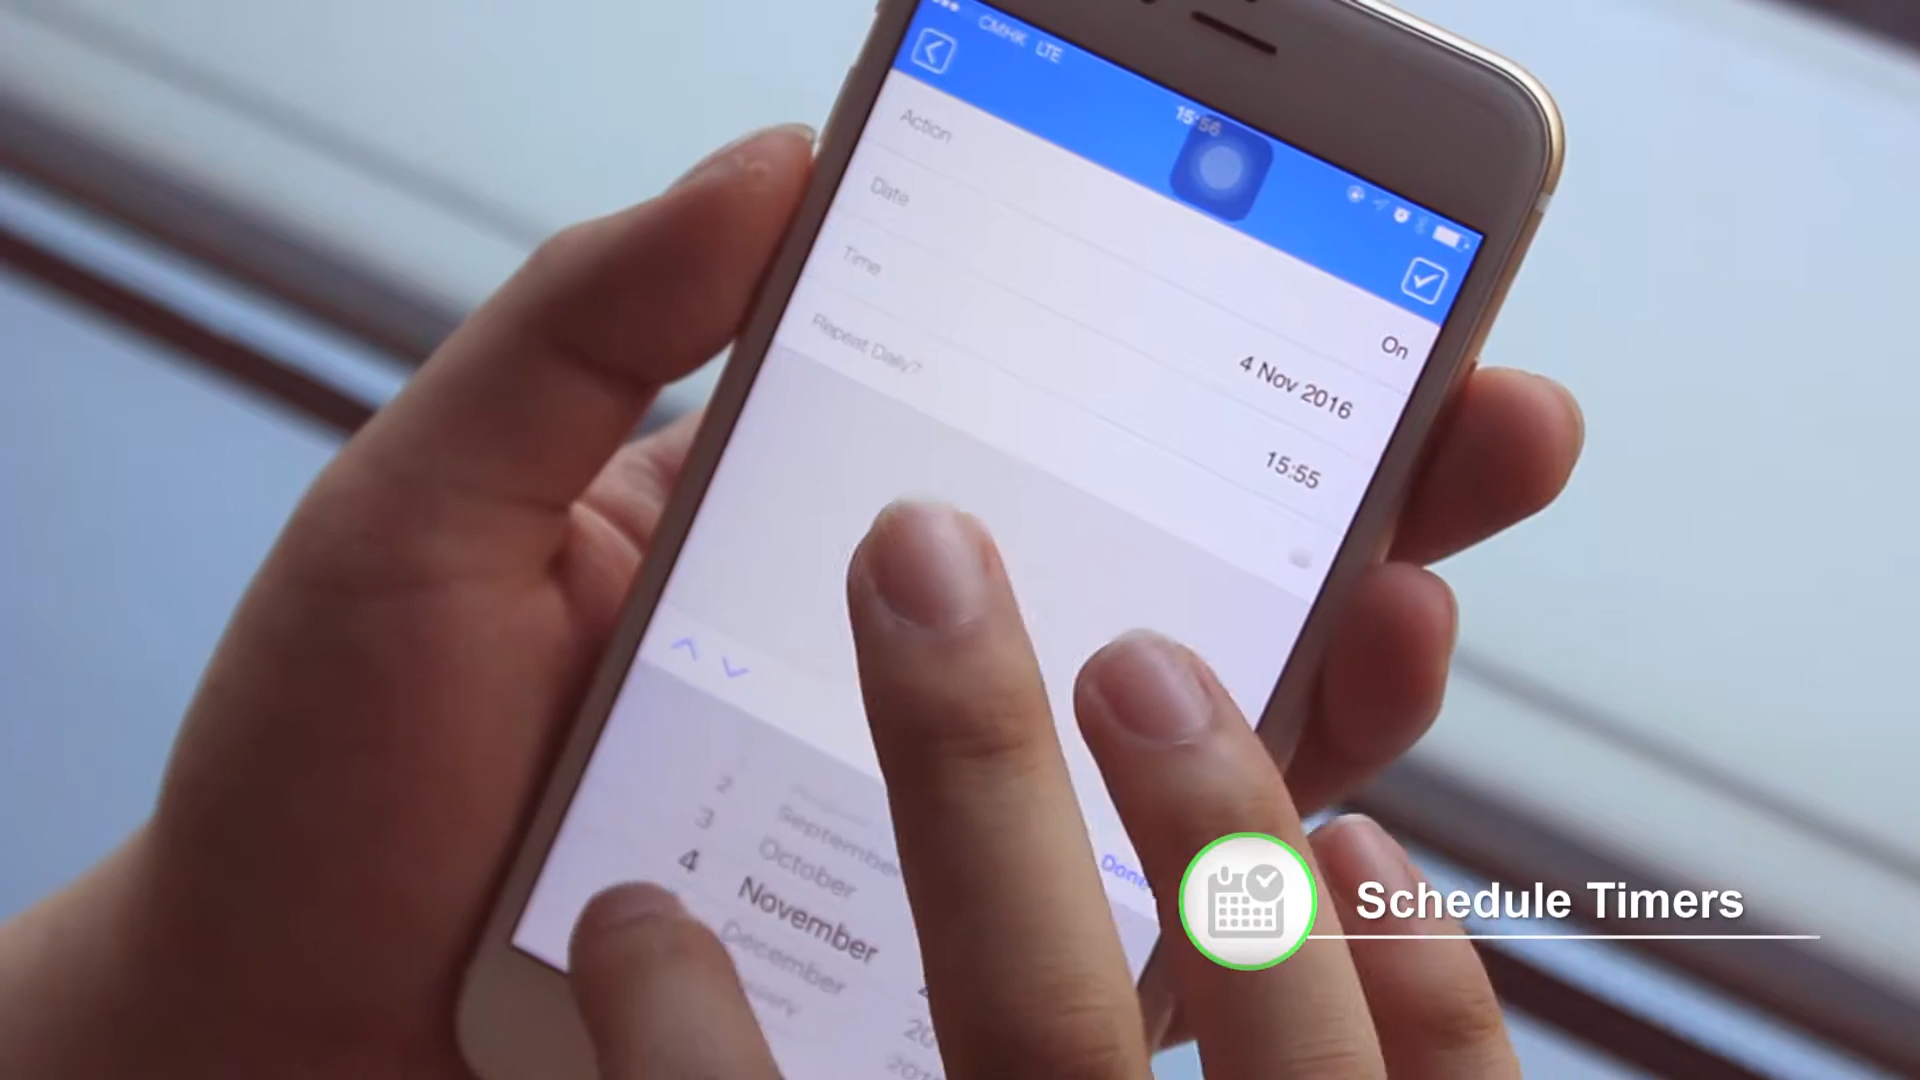 CMHK LTE
15:56
Action
On
Date
4 Nov 2016
Time
15:55
Repeat Daily?
Done
2
3
4
September
October
November
December
Schedule Timers